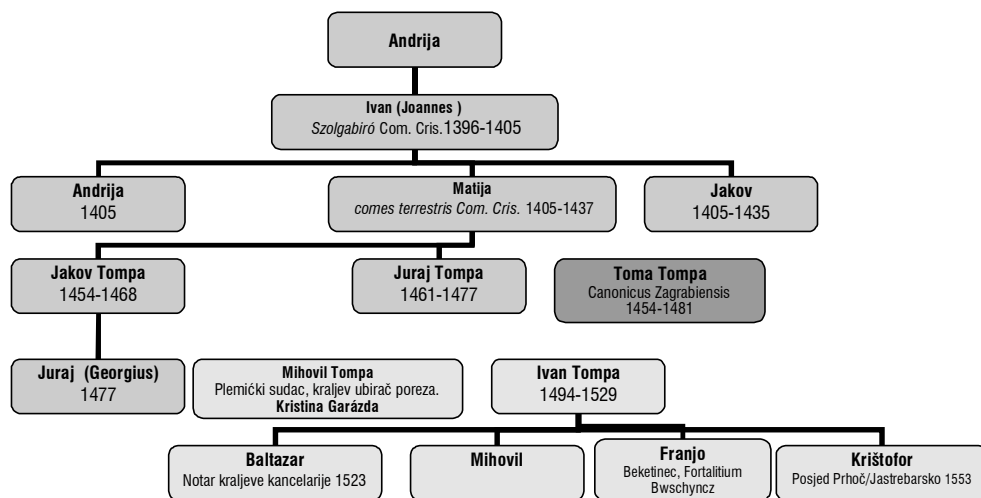 Andrija
Ivan (Joannes )
Szolgabiró Com. Cris.1396-1405
Andrija
1405
Matija
comes terrestris Com. Cris. 1405-1437
Jakov
1405-1435
Jakov Tompa
1454-1468
Juraj Tompa
1461-1477
Toma Tompa
Canonicus Zagrabiensis
1454-1481
Juraj (Georgius)
1477
Mihovil Tompa
Plemićki sudac, kraljev ubirač poreza.
Kristina Garázda
Ivan Tompa
1494-1529
Baltazar
Notar kraljeve kancelarije 1523
Mihovil
Franjo
Beketinec, Fortalitium
Bwschyncz
Krištofor
Posjed Prhoč/Jastrebarsko 1553